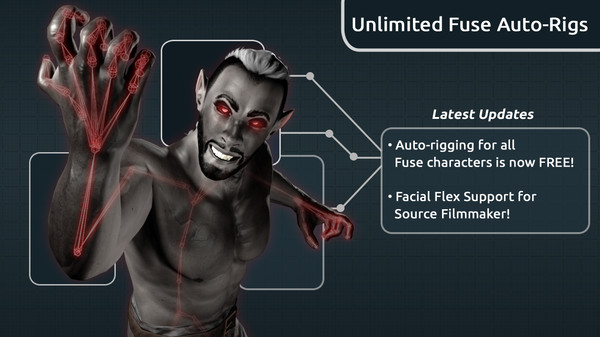 Unlimited Fuse Auto-Rigs
Latest Updates
• Auto-rigging for all
Fuse characters is now FREE!
• Facial Flex Support for
Source Filmmaker!